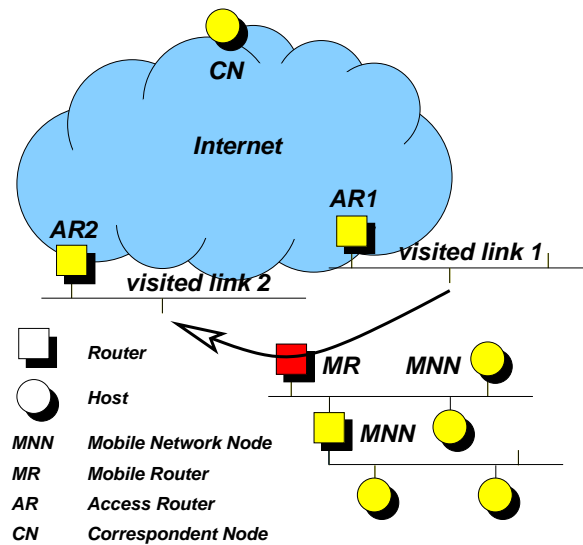 CN
Internet
AR1
AR2
visited link 1
visited link 2
MR
MNN
Router
Host
MNN
MNN Mobile Network Node
MR Mobile Router
AR Access Router
CN Correspondent Node